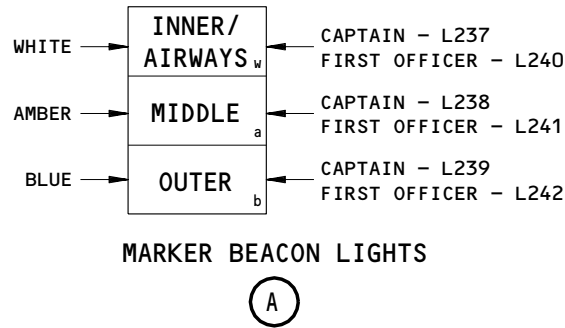 WHITE
INNER/
AIRWAYS w
CAPTAIN – L237
FIRST OFFICER – L240
AMBER
MIDDLE a
CAPTAIN – L238
FIRST OFFICER – L241
BLUE
OUTER b
CAPTAIN – L239
FIRST OFFICER – L242
MARKER BEACON LIGHTS
A